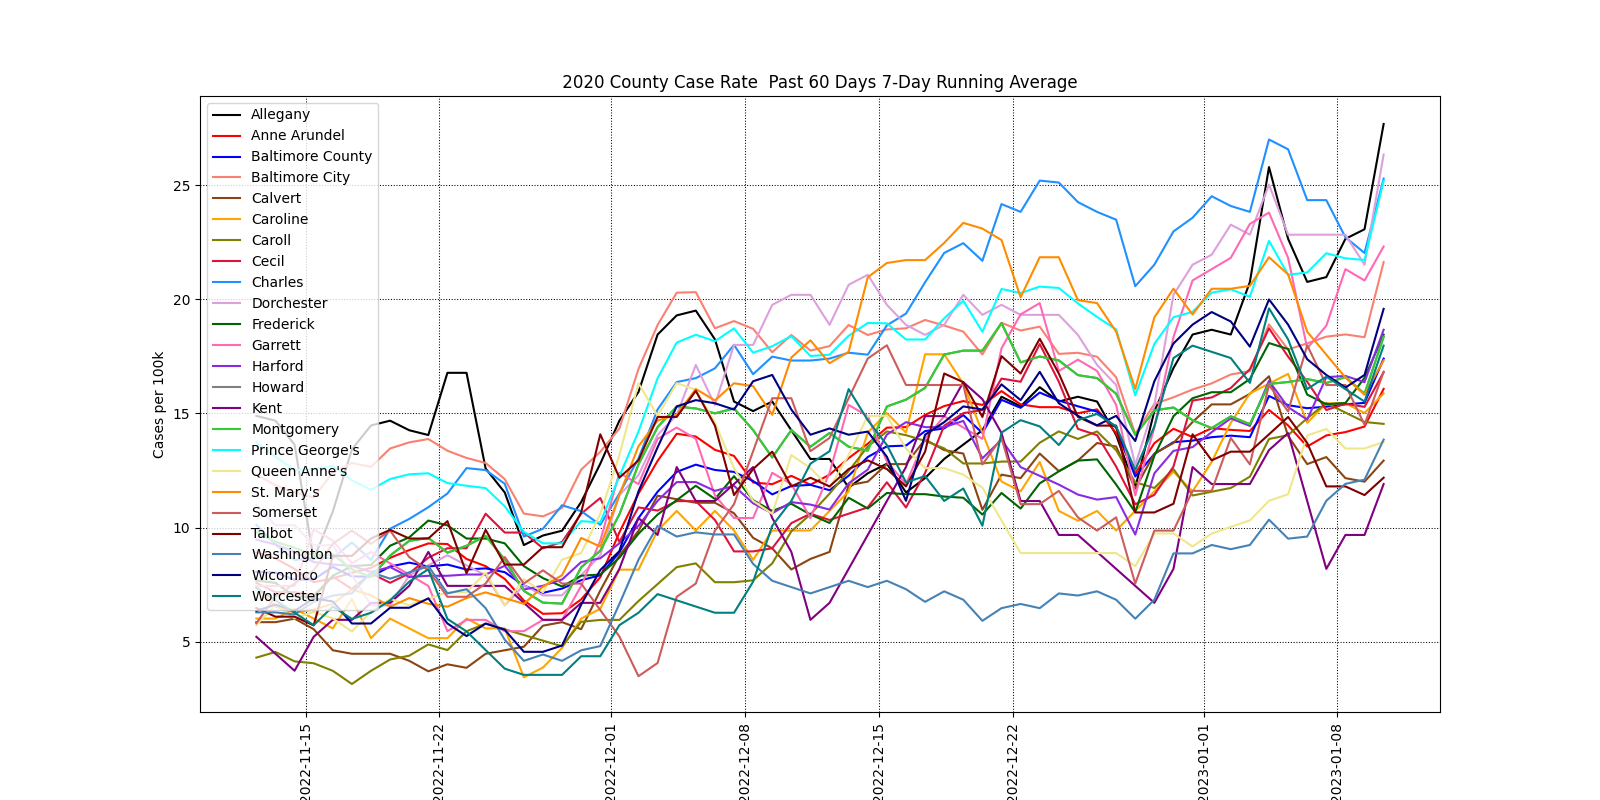 2020 County Case Rate  Past 60 Days 7-Day Running Average
Cases per 100k
25
20
15
10
5
Allegany
Anne Arundel
Baltimore County
Baltimore City
Calvert
Caroline
Caroll
Cecil
Charles
Dorchester
Frederick
Garrett
Harford
Howard
Kent
Montgomery
Prince George's
Queen Anne's
St. Mary's
Somerset
Talbot
Washington
Wicomico
Worcester
2022-11-15
2022-11-22
2022-12-01
2022-12-08
2022-12-15
2022-12-22
2023-01-01
2023-01-08